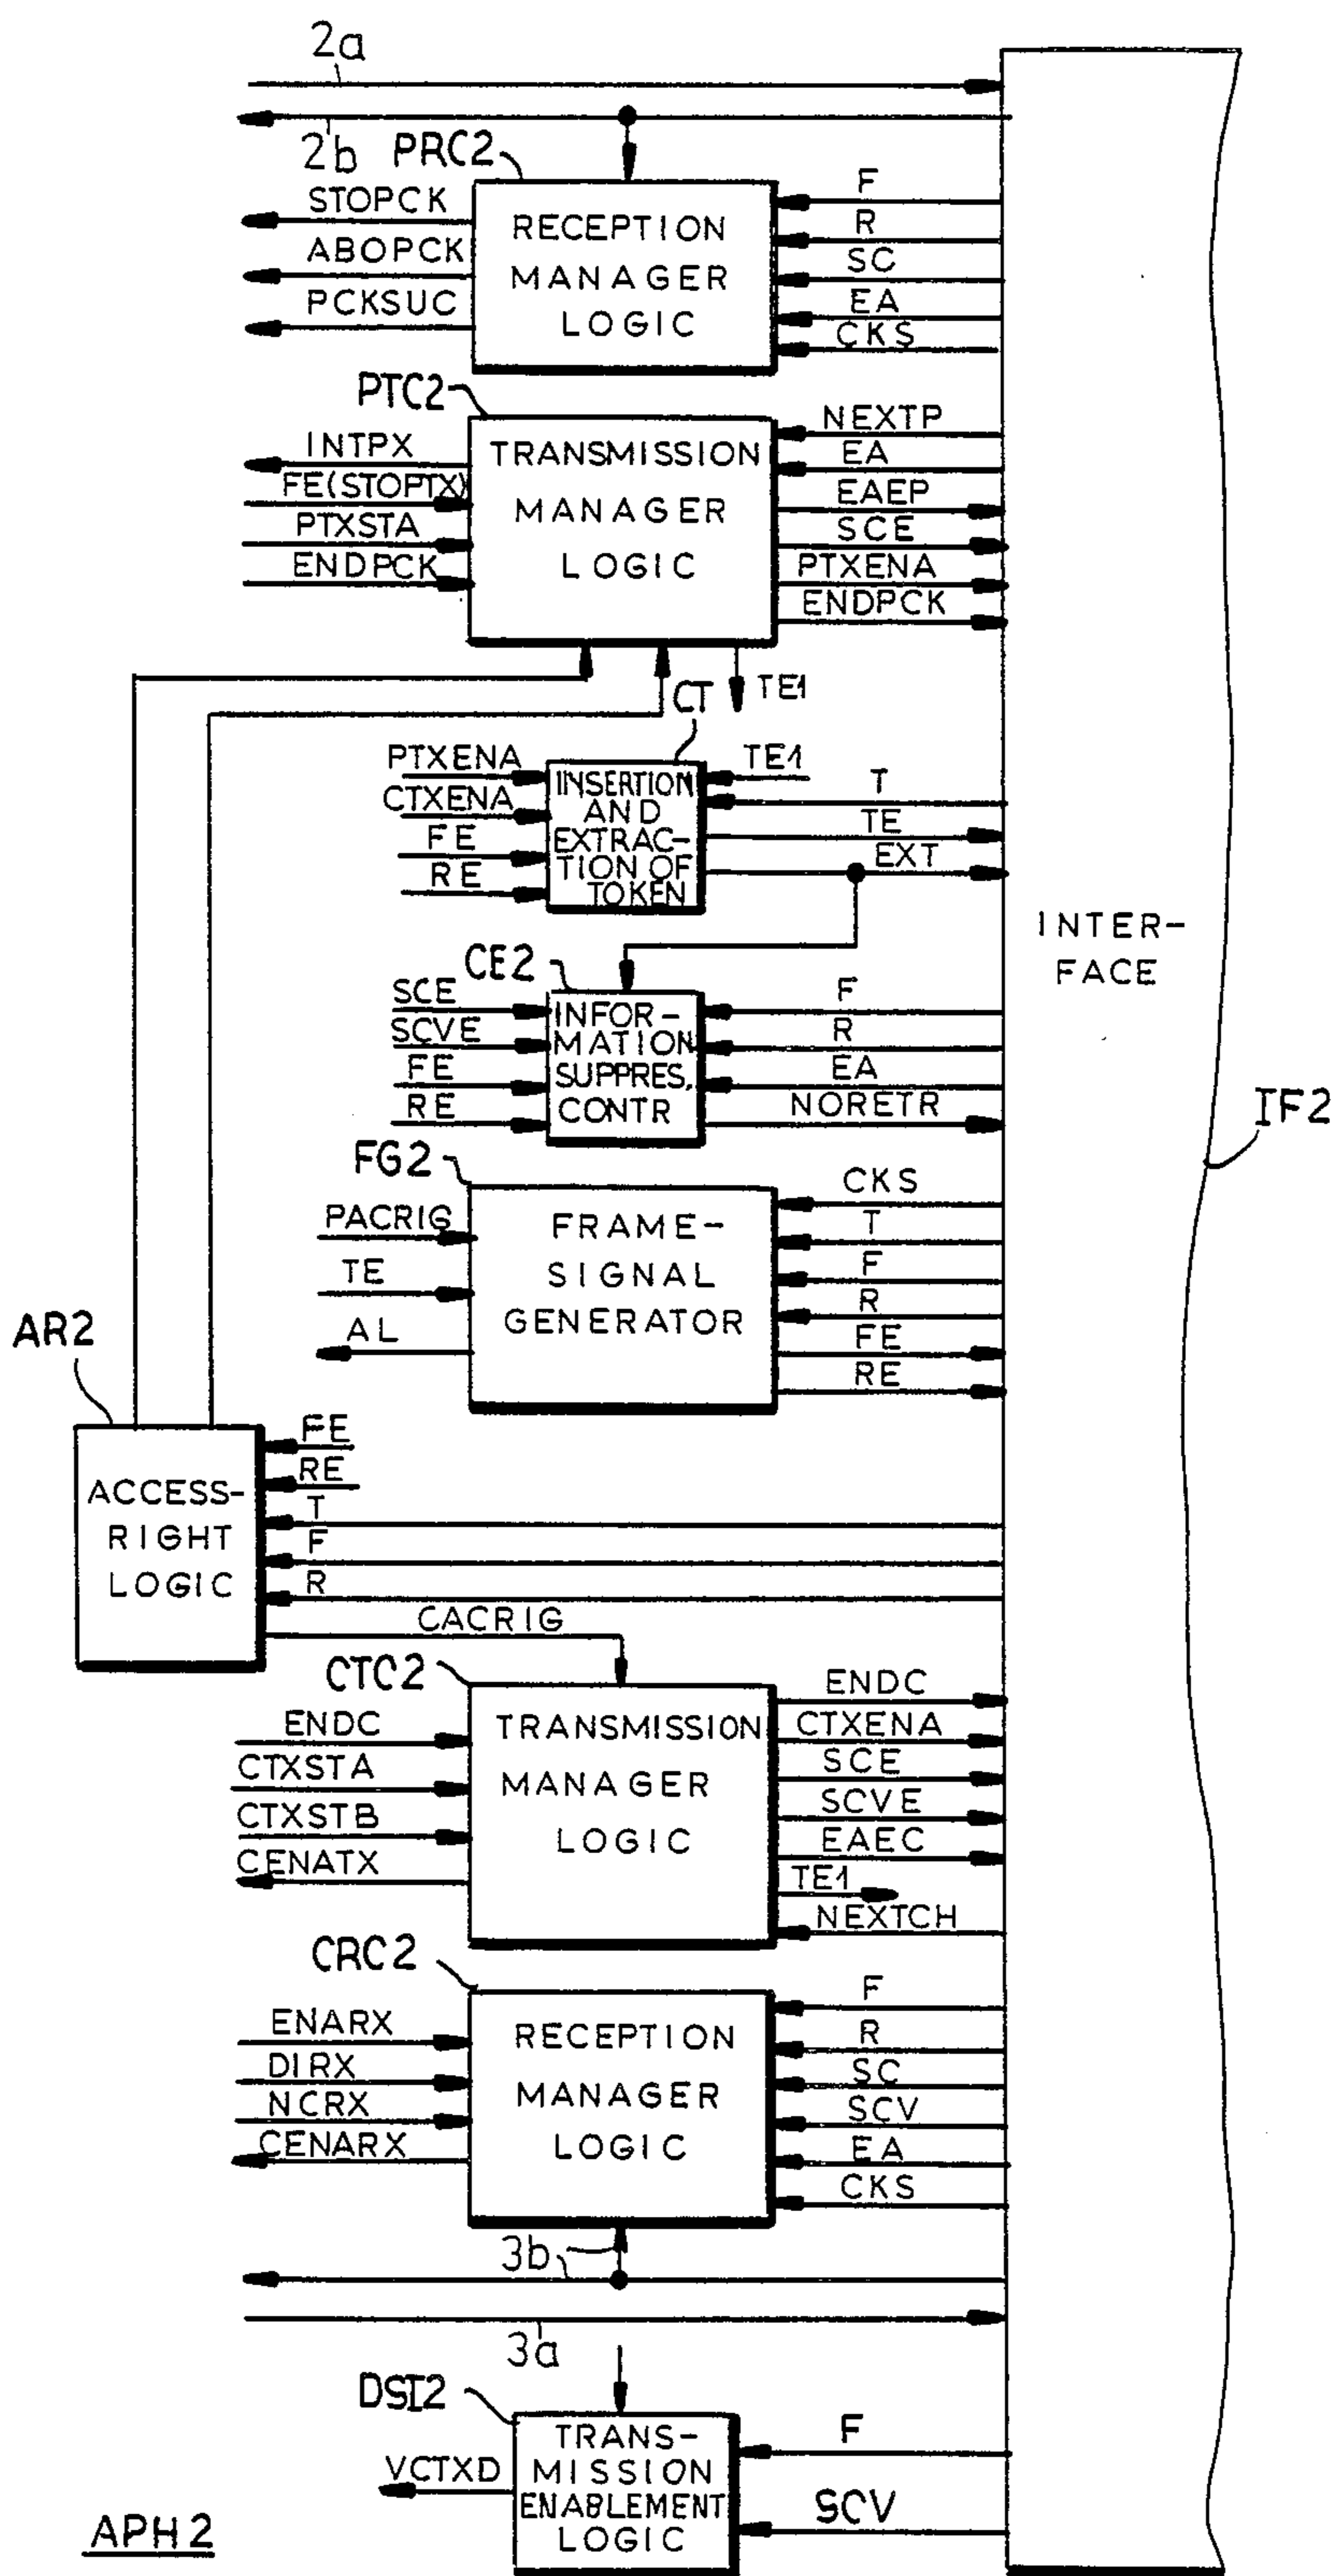 2a
2b
PRC2
STOPCK
ABOPCK
PCKSUC
RECEPTION
MANAGER
LOGIC
F
R
SC
EA
CKS
PTC2
INTPX
FE(STOPTX)
PTXSTA
ENDPCK
TRANSMISSION
MANAGER
LOGIC
NEXTP
EA
EAEP
SCE
PTXENA
ENDPCK
TE1
CT
PTXENA
CTXENA
FE
RE
INSERTION
AND
EXTRAC-
TION OF
TOKEN
TE1
T
TE
EXT
INTER-
FACE
CE2
SCE
SCVE
FE
RE
INFOR-
MATION
SUPPRES.
CONTR
F
R
EA
NORETR
IF2
FG2
PACRIG
TE
AL
FRAME-
SIGNAL
GENERATOR
CKS
T
F
R
FE
RE
AR2
ACCESS-
RIGHT
LOGIC
FE
RE
T
F
R
CACRIG
CTC2
ENDC
CTXSTA
CTXSTB
CENATX
TRANSMISSION
MANAGER
LOGIC
ENDC
CTXENA
SCE
SCVE
EAEC
TE1
NEXTCH
CRC2
ENARX
DIRX
NCRX
CENARX
RECEPTION
MANAGER
LOGIC
F
R
SC
SCV
EA
CKS
3b
3a
DSI2
VCTXD
TRANS-
MISSION
ENABLEMENT
LOGIC
F
SCV
APH2